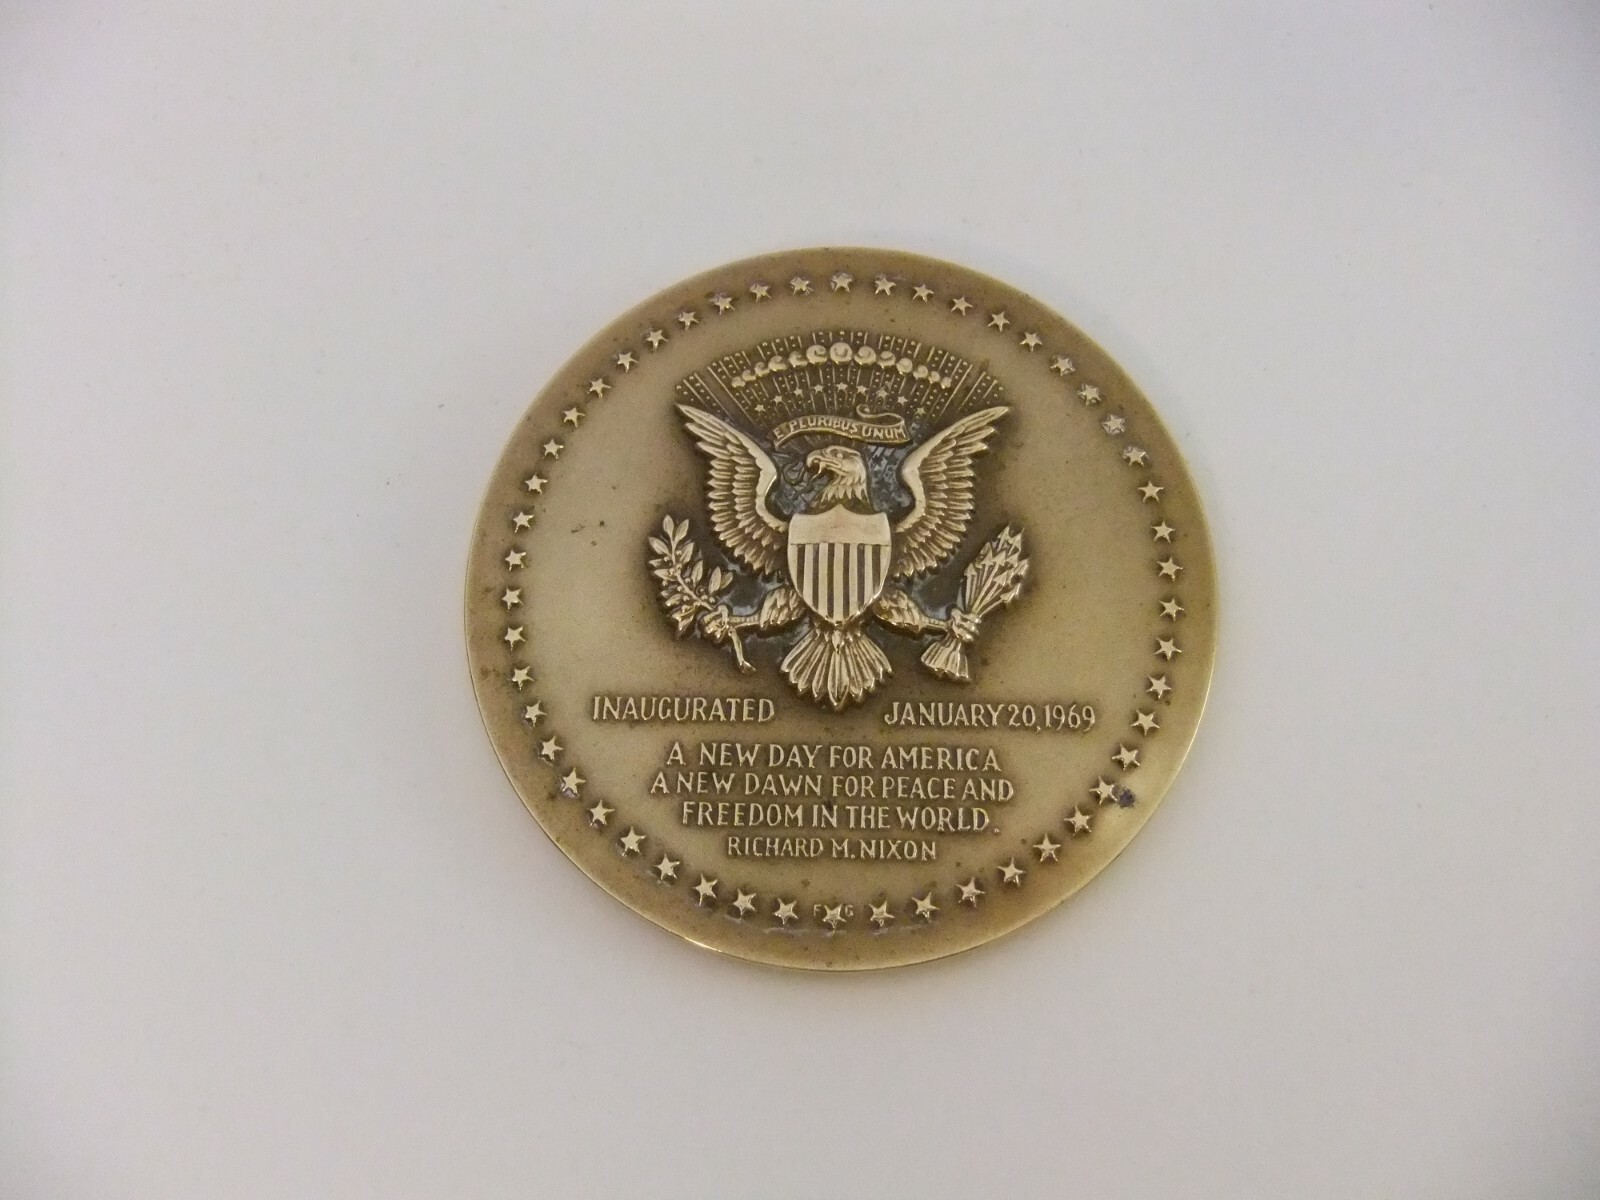 E PLURIBUS UNUM
INAUGURATED JANUARY 20, 1969
A NEW DAY FOR AMERICA
A NEW DAWN FOR PEACE AND
FREEDOM IN THE WORLD.
RICHARD M. NIXON
F G